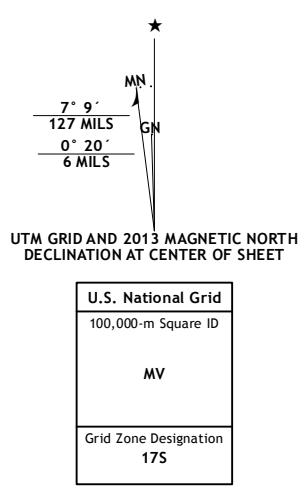 ★
MN
7° 9´
127 MILS
GN
0° 20´
6 MILS
UTM GRID AND 2013 MAGNETIC NORTH
DECLINATION AT CENTER OF SHEET
U.S. National Grid
100,000-m Square ID
MV
Grid Zone Designation
17S